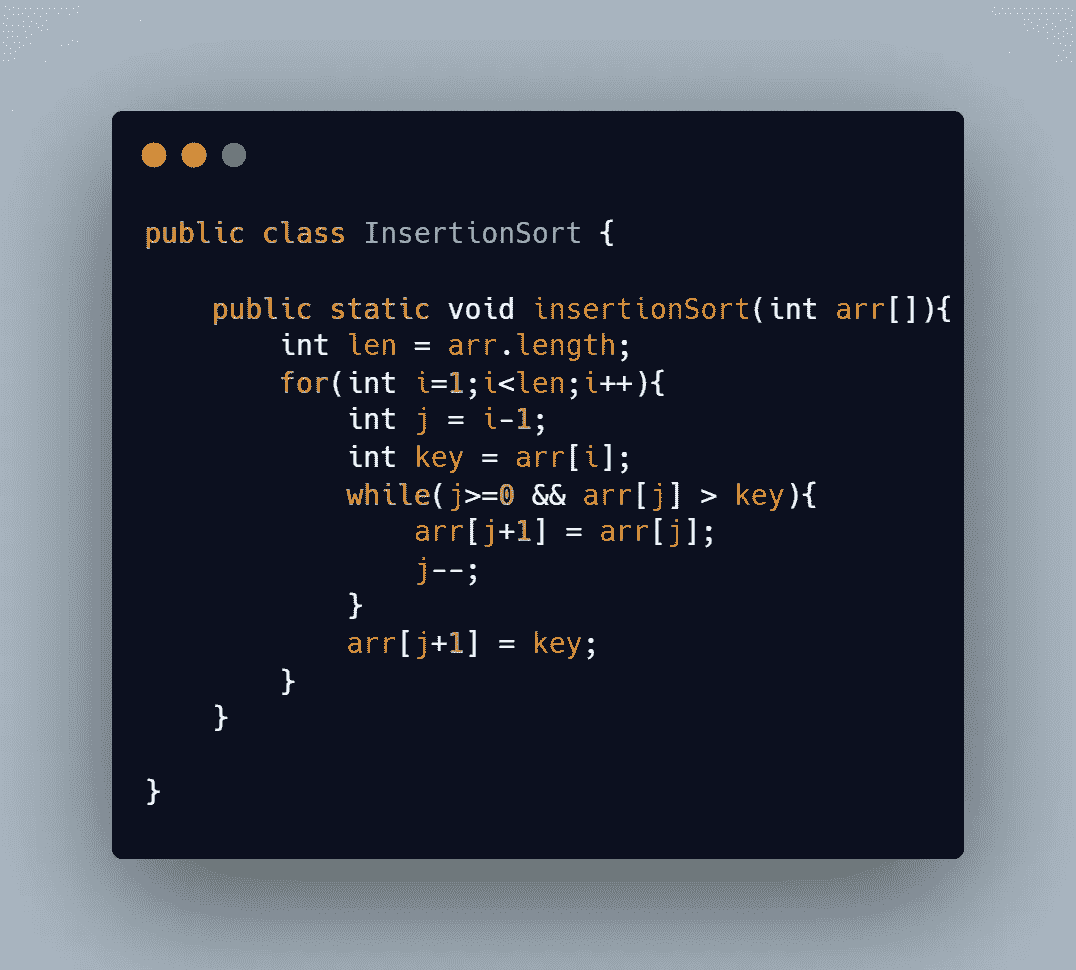 public class InsertionSort {
public static void insertionSort(int arr[]){
int len = arr.length;
for(int i=1;i<len;i++){
int j = i-1;
int key = arr[i];
while(j>=0 && arr[j] > key){
arr[j+1] = arr[j];
j--;
}
arr[j+1] = key;
}
}
}